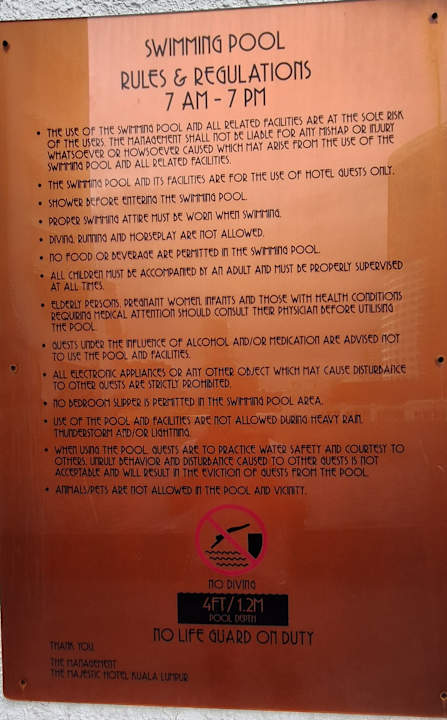 SWIMMING POOL
RULES & REGULATIONS
7 AM - 7 PM
• THE USE OF THE SWIMMING POOL AND ALL RELATED FACILITIES ARE AT THE SOLE RISK
OF THE USERS. THE MANAGEMENT SHALL NOT BE LIABLE FOR ANY MISHAP OR INJURY
WHATSOEVER OR HOWSOEVER CAUSED WHICH MAY ARISE FROM THE USE OF THE
SWIMMING POOL AND ALL RELATED FACILITIES.
• THE SWIMMING POOL AND ITS FACILITIES ARE FOR THE USE OF HOTEL GUESTS ONLY.
• SHOWER BEFORE ENTERING THE SWIMMING POOL.
• PROPER SWIMMING ATTIRE MUST BE WORN WHEN SWIMMING.
• DIVING, RUNNING AND HORSEPLAY ARE NOT ALLOWED.
• NO FOOD OR BEVERAGE ARE PERMITTED IN THE SWIMMING POOL.
• ALL CHILDREN MUST BE ACCOMPANIED BY AN ADULT AND MUST BE PROPERLY SUPERVISED
AT ALL TIMES.
• ELDERLY PERSONS, PREGNANT WOMEN, INFANTS AND THOSE WITH HEALTH CONDITIONS
REQUIRING MEDICAL ATTENTION SHOULD CONSULT THEIR PHYSICIAN BEFORE UTILISING
THE POOL.
• GUESTS UNDER THE INFLUENCE OF ALCOHOL AND/OR MEDICATION ARE ADVISED NOT
TO USE THE POOL AND FACILITIES.
• ALL ELECTRONIC APPLIANCES OR ANY OTHER OBJECT WHICH MAY CAUSE DISTURBANCE
TO OTHER GUESTS ARE STRICTLY PROHIBITED.
• NO BEDROOM SLIPPER IS PERMITTED IN THE SWIMMING POOL AREA.
• USE OF THE POOL AND FACILITIES ARE NOT ALLOWED DURING HEAVY RAIN,
THUNDERSTORM AND/OR LIGHTNING.
• WHEN USING THE POOL, GUESTS ARE TO PRACTICE WATER SAFETY AND COURTESY TO
OTHERS. UNRULY BEHAVIOR AND DISTURBANCE CAUSED TO OTHER GUESTS IS NOT
ACCEPTABLE AND WILL RESULT IN THE EVICTION OF GUESTS FROM THE POOL.
• ANIMALS/PETS ARE NOT ALLOWED IN THE POOL AND VICINITY.
NO DIVING
4FT/1.2M
POOL DEPTH
NO LIFE GUARD ON DUTY
THANK YOU,
THE MANAGEMENT
THE MAJESTIC HOTEL KUALA LUMPUR